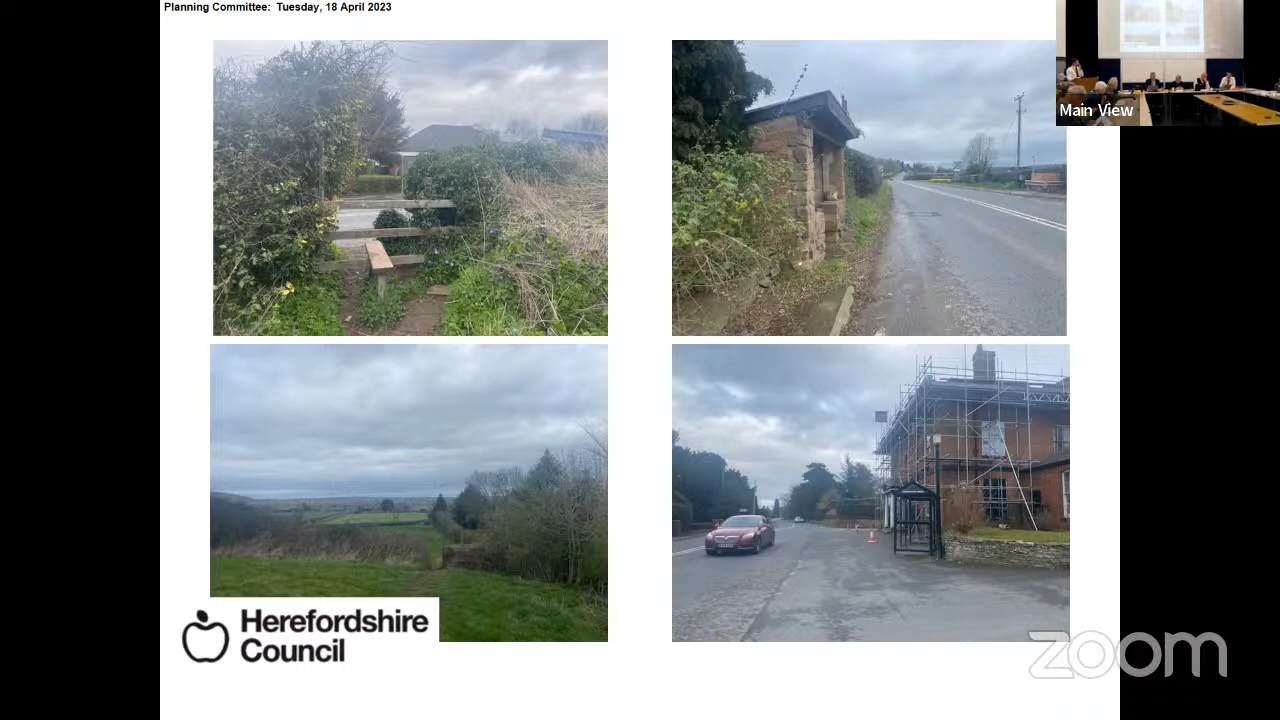 Planning Committee: Tuesday, 18 April 2023
Main View
Herefordshire
Council
zoom